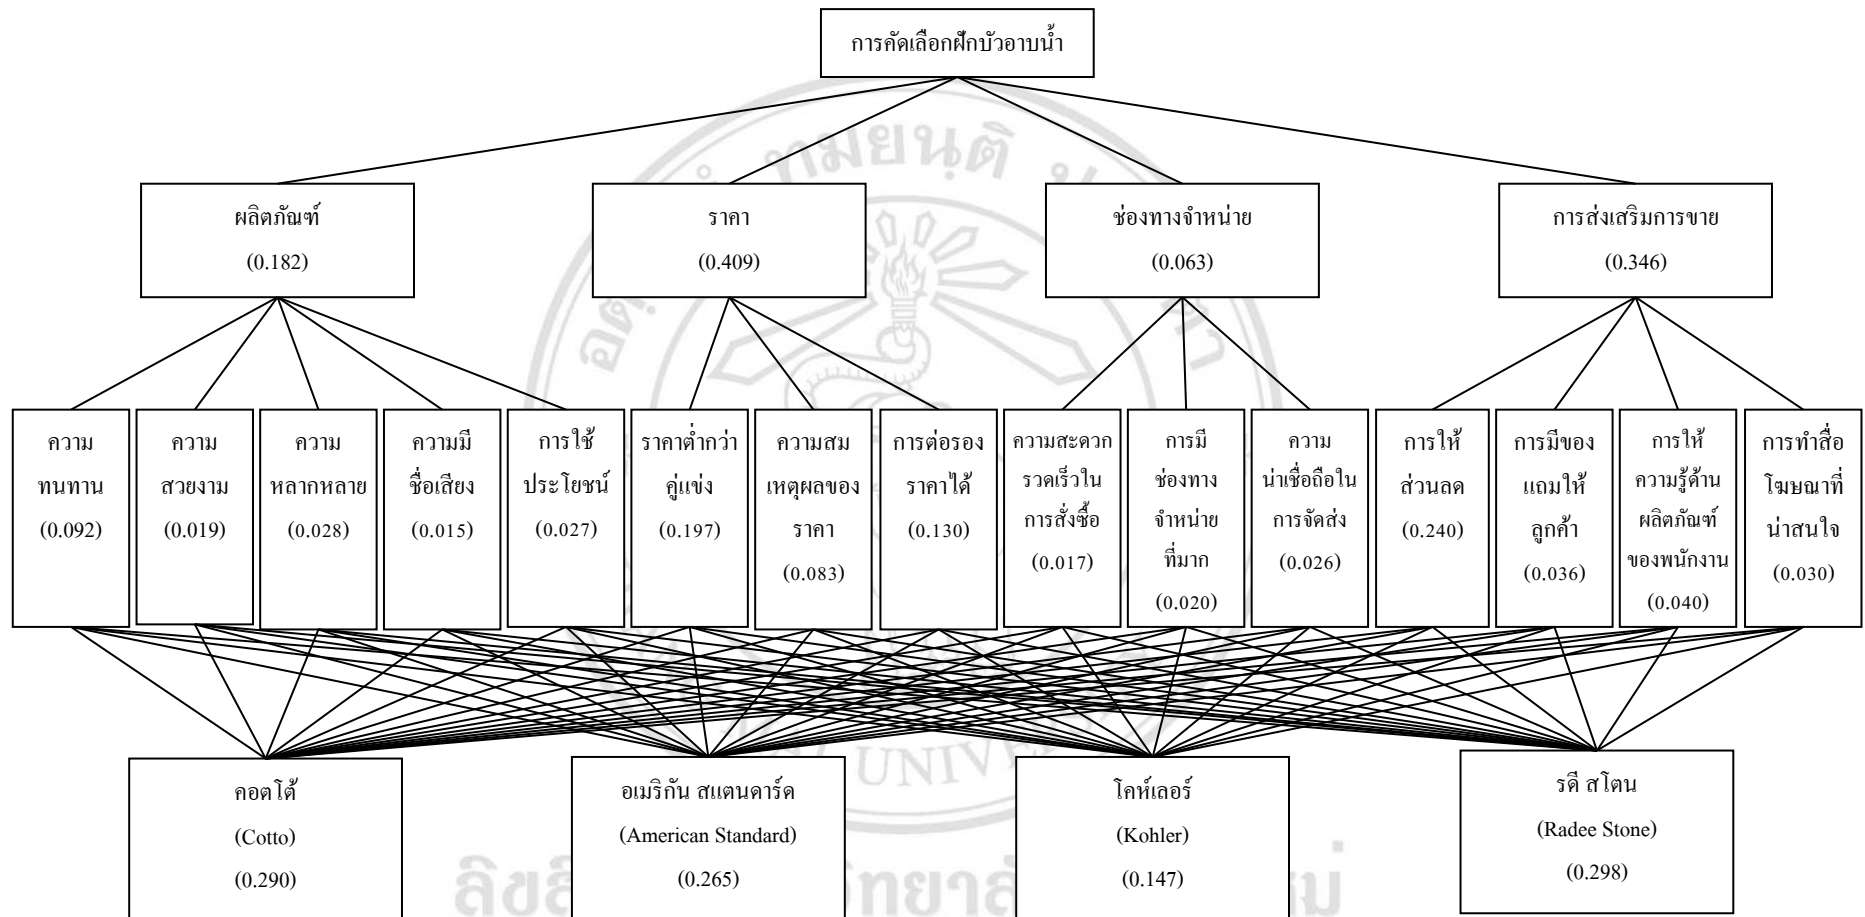 การคัดเลือกฝักบัวอาบน้ำ
ผลิตภัณฑ์
(0.182)
ราคา
(0.409)
ช่องทางจำหน่าย
(0.063)
การส่งเสริมการขาย
(0.346)
ความ
ทนทาน
(0.092)
ความ
สวยงาม
(0.019)
ความ
หลากหลาย
(0.028)
ความมี
ชื่อเสียง
(0.015)
การใช้
ประโยชน์
(0.027)
ราคาต่ำกว่า
คู่แข่ง
(0.197)
ความสม
เหตุผลของ
ราคา
(0.083)
การต่อรอง
ราคาได้
(0.130)
ความสะดวก
รวดเร็วใน
การสั่งซื้อ
(0.017)
การมี
ช่องทาง
จำหน่าย
ที่มาก
(0.020)
ความ
น่าเชื่อถือใน
การจัดส่ง
(0.026)
การให้
ส่วนลด
(0.240)
การมีของ
แถมให้
ลูกค้า
(0.036)
การให้
ความรู้ด้าน
ผลิตภัณฑ์
ของพนักงาน
(0.040)
การทำสื่อ
โฆษณาที่
น่าสนใจ
(0.030)
คอตโต้
(Cotto)
(0.290)
อเมริกัน สแตนดาร์ด
(American Standard)
(0.265)
โคห์เลอร์
(Kohler)
(0.147)
รดี สโตน
(Radee Stone)
(0.298)